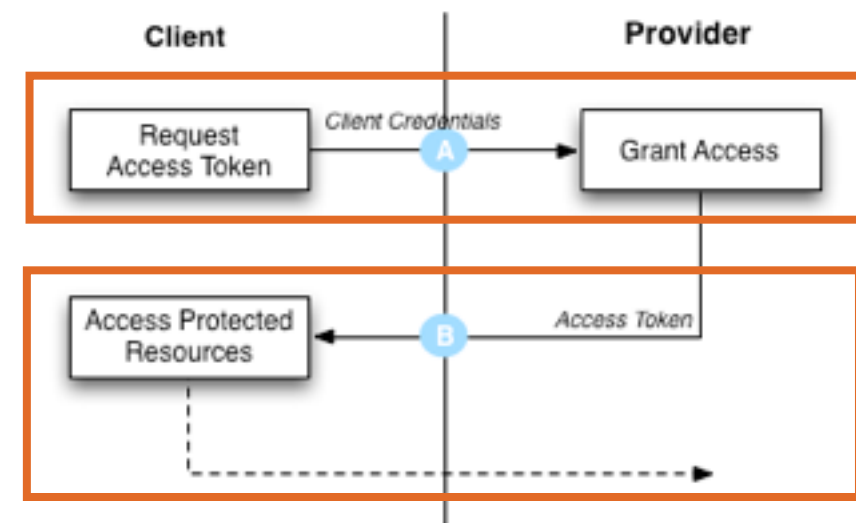 Client
Provider
Client Credentials
Request
Access Token
A
Grant Access
Access Protected
Resources
B
Access Token